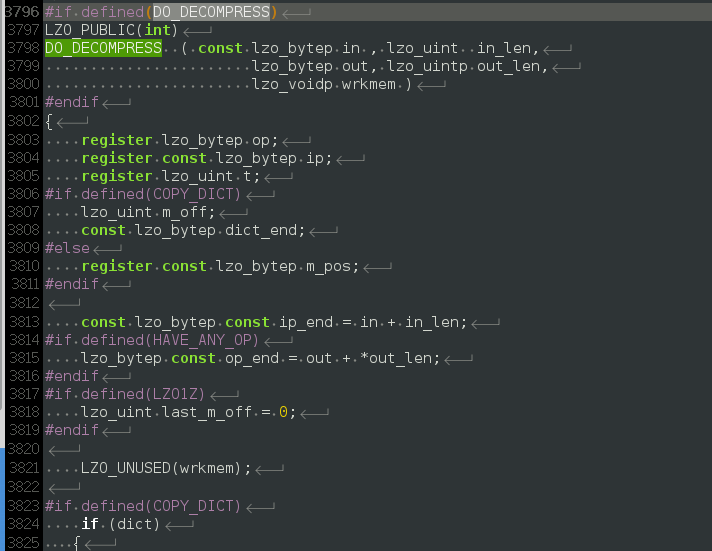 3796 #if defined(DO_DECOMPRESS)
3797 LZO_PUBLIC(int)
3798 DO_DECOMPRESS  ( const lzo_bytep in , lzo_uint  in_len,
3799                       lzo_bytep out, lzo_uintp out_len,
3800                       lzo_voidp wrkmem )
3801 #endif
3802 {
3803     register lzo_bytep op;
3804     register const lzo_bytep ip;
3805     register lzo_uint t;
3806 #if defined(COPY_DICT)
3807     lzo_uint m_off;
3808     const lzo_bytep dict_end;
3809 #else
3810     register const lzo_bytep m_pos;
3811 #endif
3812
3813     const lzo_bytep const ip_end = in + in_len;
3814 #if defined(HAVE_ANY_OP)
3815     lzo_bytep const op_end = out + *out_len;
3816 #endif
3817 #if defined(LZO1Z)
3818     lzo_uint last_m_off = 0;
3819 #endif
3820
3821     LZO_UNUSED(wrkmem);
3822
3823 #if defined(COPY_DICT)
3824     if (dict)
3825     {